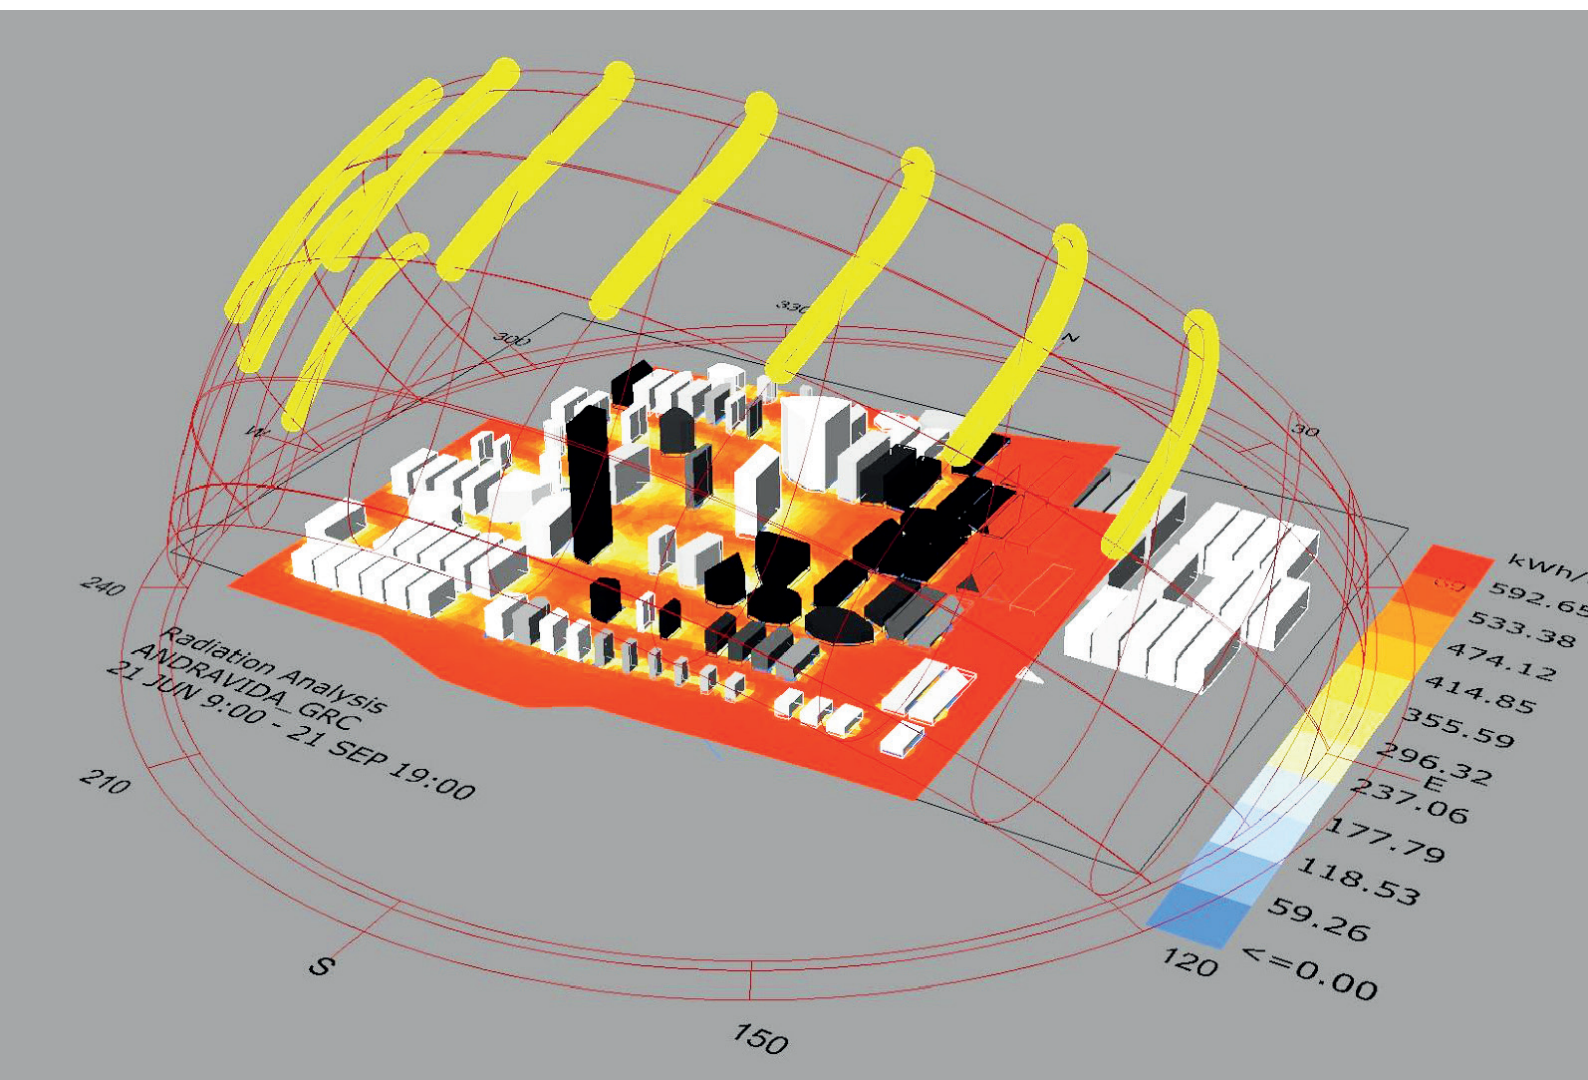 330
N
300
30
W
kWh/
592.65
533.38
474.12
414.85
355.59
296.32
E
237.06
177.79
118.53
59.26
<=0.00
240
Radiation Analysis
ANDRAVIDA_GRC
21 JUN 9:00 - 21 SEP 19:00
210
S
120
150